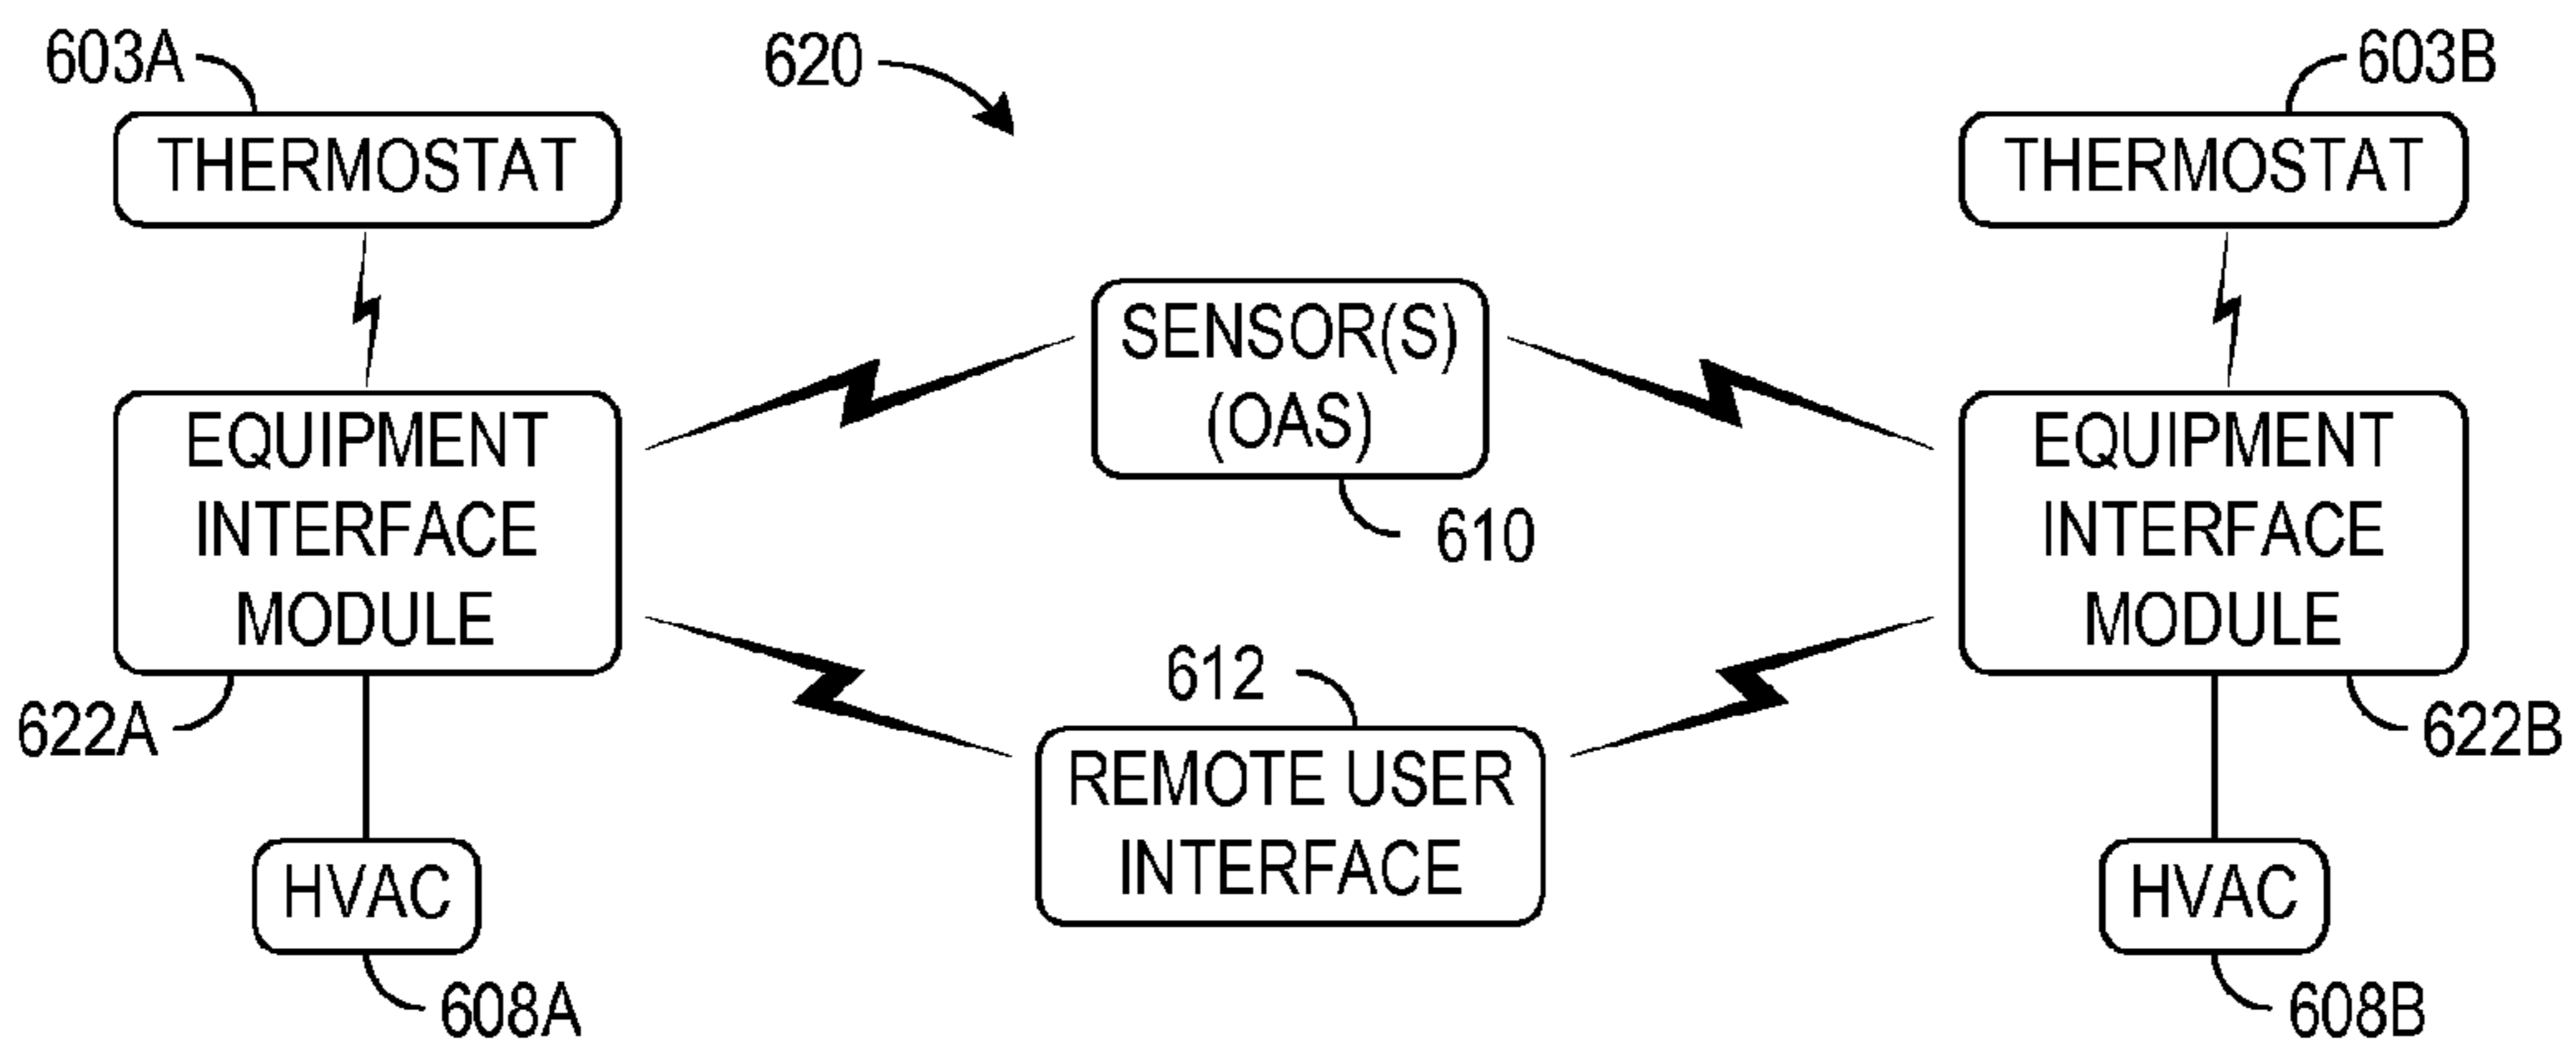 603A
620
603B
THERMOSTAT
THERMOSTAT
SENSOR(S)
(OAS)
610
EQUIPMENT
INTERFACE
MODULE
622A
EQUIPMENT
INTERFACE
MODULE
622B
612
REMOTE USER
INTERFACE
HVAC
608A
HVAC
608B